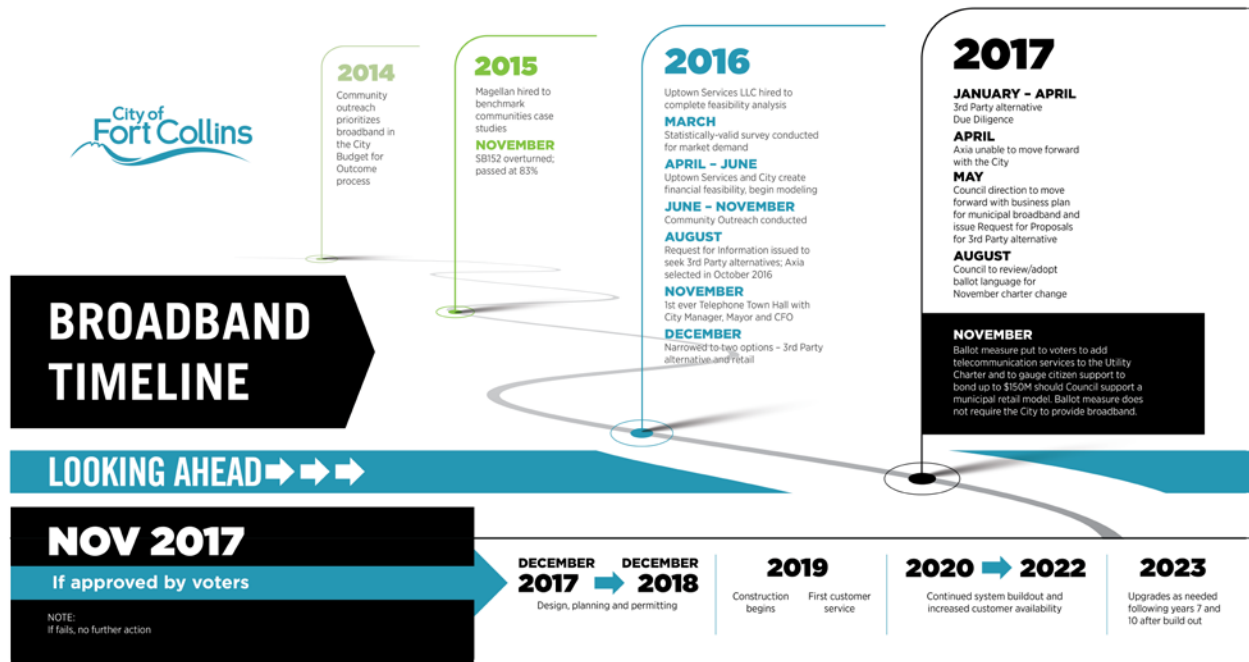 City of
Fort Collins
BROADBAND
TIMELINE
2014
Community
outreach
prioritizes
broadband in
the City
Budget for
Outcome
process
2015
Magellan hired to
benchmark
communities case
studies
NOVEMBER
SB152 overturned;
passed at 83%
2016
Uptown Services LLC hired to
complete feasibility analysis
MARCH
Statistically-valid survey conducted
for market demand
APRIL – JUNE
Uptown Services and City create
financial feasibility, begin modeling
JUNE – NOVEMBER
Community Outreach conducted
AUGUST
Request for Information issued to
seek 3rd Party alternatives; Axia
selected in October 2016
NOVEMBER
1st ever Telephone Town Hall with
City Manager, Mayor and CFO
DECEMBER
Narrowed to two options – 3rd Party
alternative and retail
2017
JANUARY – APRIL
3rd Party alternative
Due Diligence
APRIL
Axia unable to move forward
with the City
MAY
Council direction to move
forward with business plan
for municipal broadband and
issue Request for Proposals
for 3rd Party alternative
AUGUST
Council to review/adopt
ballot language for
November charter change
NOVEMBER
Ballot measure put to voters to add
telecommunication services to the Utility
Charter and to gauge citizen support to
bond up to $150M should Council support a
municipal retail model. Ballot measure does
not require the City to provide broadband.
LOOKING AHEAD
NOV 2017
If approved by voters
NOTE:
If fails, no further action
DECEMBER 2017
DECEMBER 2018
Design, planning and permitting
2019
Construction
begins
First customer
service
2020 2022
Continued system buildout and
increased customer availability
2023
Upgrades as needed
following years 7 and
10 after build out